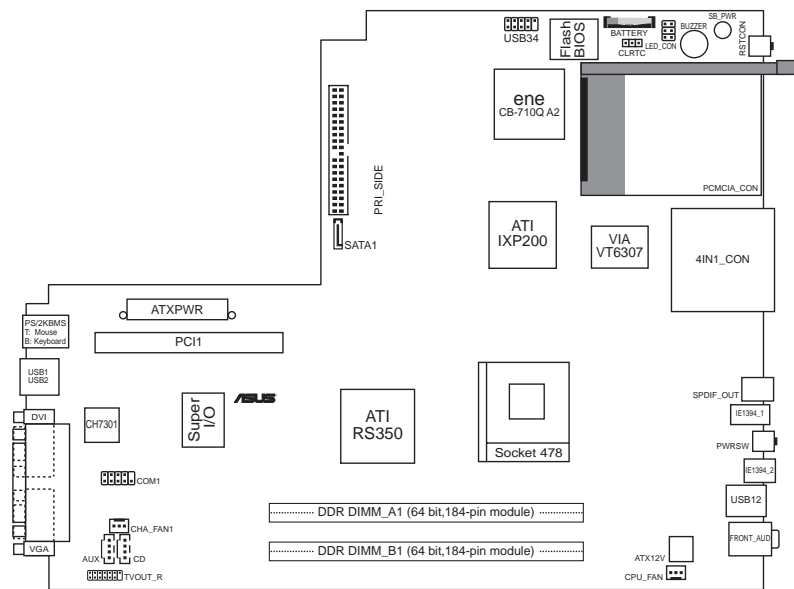 SB_PWR
BUZZER
BATTERY
USB34
Flash
BIOS
CLRTC
LED_CON
RSTCON
ene
CB-710Q A2
PRI_SIDE
PCMCIA_CON
SATA1
ATI
IXP200
VIA
VT6307
4IN1_CON
ATXPWR
PS/2KBMS
T: Mouse
B: Keyboard
PCI1
USB1
USB2
SPDIF_OUT
ASUS
DVI
CH7301
Super
I/O
ATI
RS350
IE1394_1
PWRSW
Socket 478
IE1394_2
COM1
USB12
DDR DIMM_A1 (64 bit,184-pin module)
CHA_FAN1
FRONT_AUD
VGA
AUX
CD
DDR DIMM_B1 (64 bit,184-pin module)
ATX12V
TVOUT_R
CPU_FAN